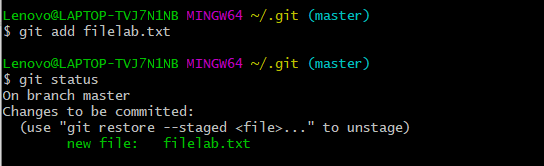 Lenovo@LAPTOP-TVJ7N1NB MINGW64 ~/.git (master)
$ git add filelab.txt
Lenovo@LAPTOP-TVJ7N1NB MINGW64 ~/.git (master)
$ git status
On branch master
Changes to be committed:
  (use "git restore --staged <file>..." to unstage)
        new file:   filelab.txt